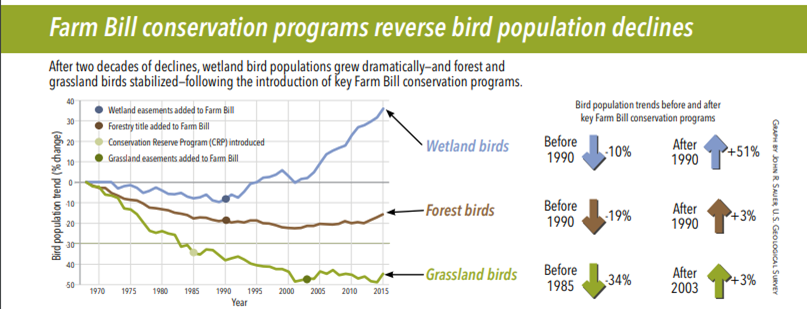 Farm Bill conservation programs reverse bird population declines
After two decades of declines, wetland bird populations grew dramatically–and forest and
grassland birds stabilized–following the introduction of key Farm Bill conservation programs.
Bird population trend (% change)
40
30
20
10
0
10
20
30
40
50
Wetland easements added to Farm Bill
Forestry title added to Farm Bill
Conservation Reserve Program (CRP) introduced
Grassland easements added to Farm Bill
1970 1975 1980 1985 1990 1995 2000 2005 2010 2015
Year
Wetland birds
Forest birds
Grassland birds
Bird population trends before and after
key Farm Bill conservation programs
Before
1990
-10%
After
1990
+51%
Before
1990
-19%
After
1990
+3%
Before
1985
-34%
After
2003
+3%
Graph by John R. Sauer, U.S. Geological Survey